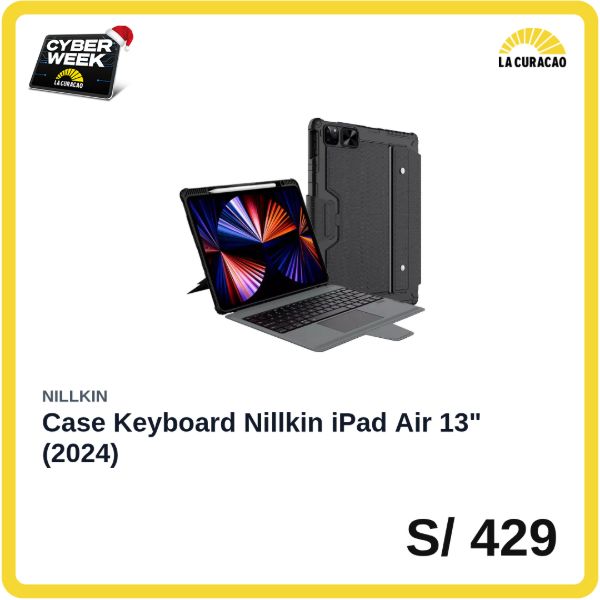 CYBER
WEEK
LA CURACAO
LA CURACAO
NILLKIN
Case Keyboard Nillkin iPad Air 13"
(2024)
S/ 429